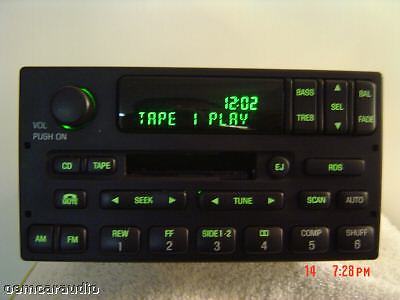 12:02
TAPE 1 PLAY
BASS
TREB
SEL
BAL
FADE
VOL
PUSH ON
CD
TAPE
EJ
RDS
MUTE
SEEK
TUNE
SCAN
AUTO
AM
FM
REW
1
FF
2
SIDE 1-2
3
4
COMP
5
SHUFF
6
14 7:28PM
oemcaraudio